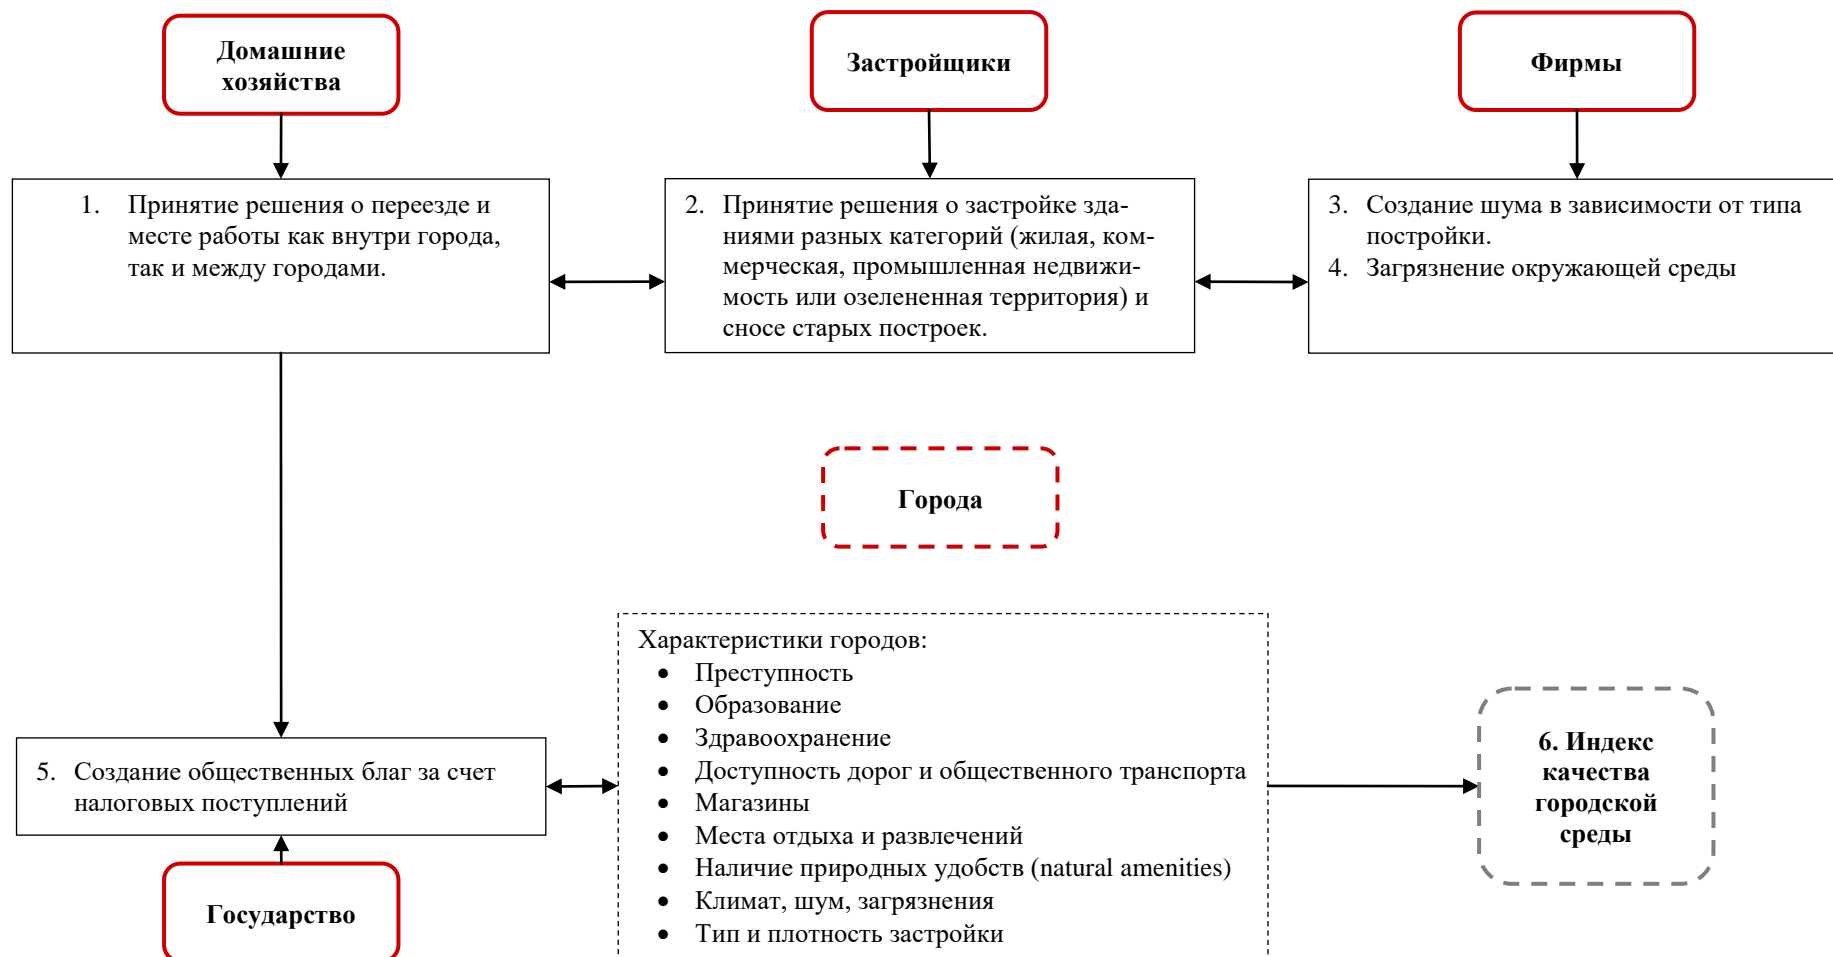 Домашние
хозяйства
Застройщики
Фирмы
1. Принятие решения о переезде и
месте работы как внутри города,
так и между городами.
2. Принятие решения о застройке зда-
ниями разных категорий (жилая, ком-
мерческая, промышленная недвижи-
мость или озелененная территория) и
сносе старых построек.
3. Создание шума в зависимости от типа
постройки.
4. Загрязнение окружающей среды
Города
Характеристики городов:
• Преступность
• Образование
• Здравоохранение
• Доступность дорог и общественного транспорта
• Магазины
• Места отдыха и развлечений
• Наличие природных удобств (natural amenities)
• Климат, шум, загрязнения
• Тип и плотность застройки
5. Создание общественных благ за счет
налоговых поступлений
Государство
6. Индекс
качества
городской
среды